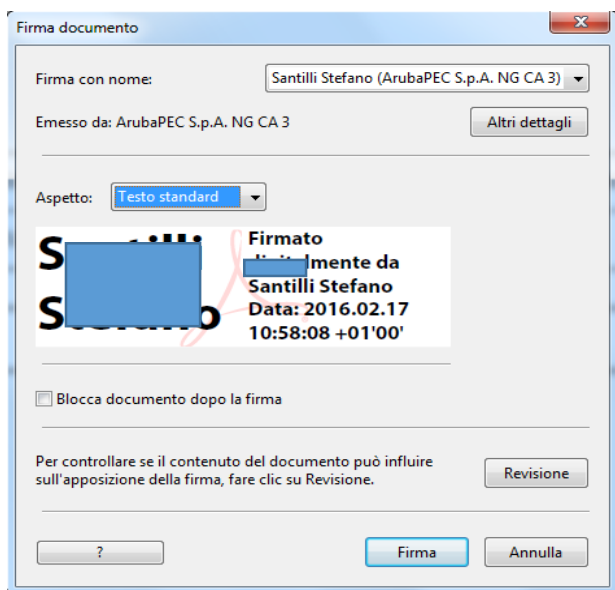 Firma documento
Firma con nome:
Santilli Stefano (ArubaPEC S.p.A. NG CA 3)
Emesso da: ArubaPEC S.p.A. NG CA 3
Altri dettagli
Aspetto:
Testo standard
Firmato
da
Santilli Stefano
Data: 2016.02.17
10:58:08 +01'00'
Blocca documento dopo la firma
Per controllare se il contenuto del documento può influire
sull'apposizione della firma, fare clic su Revisione.
Revisione
?
Firma
Annulla